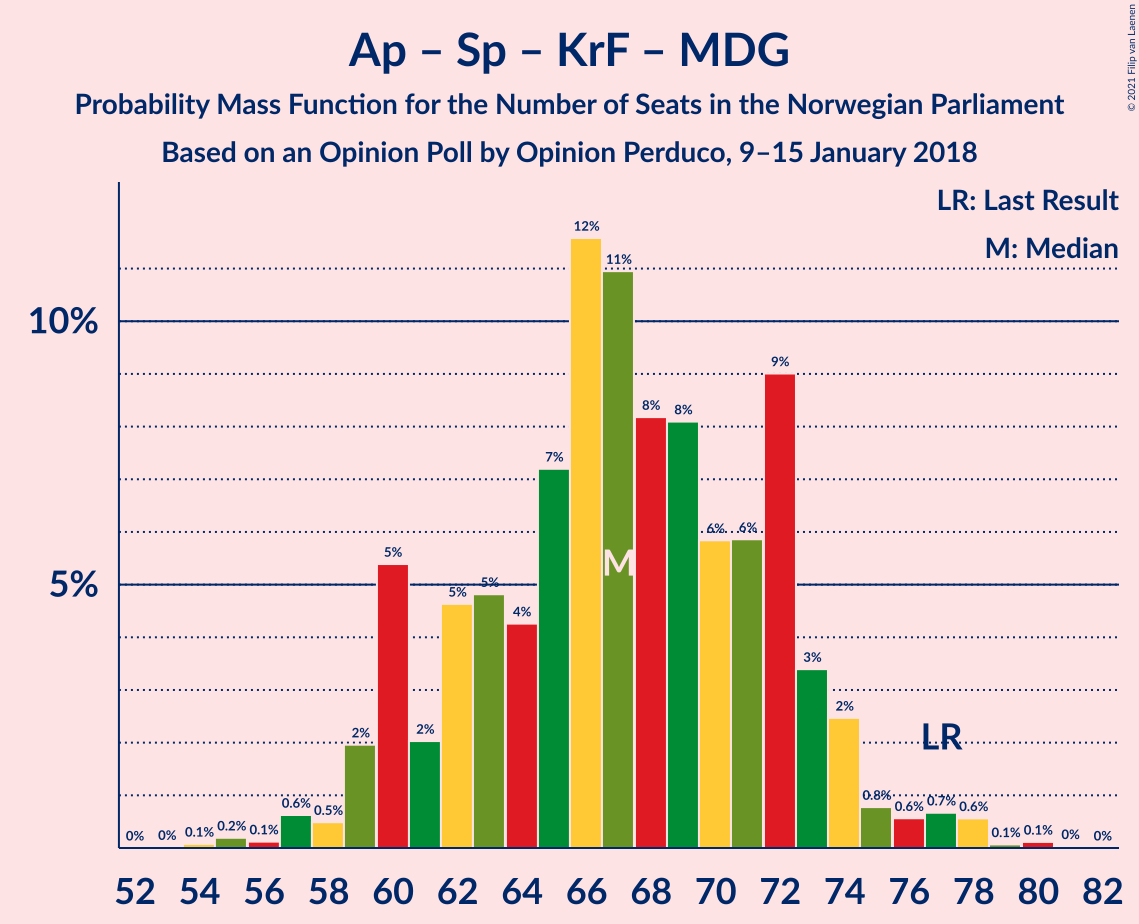 Ap – Sp – KrF – MDG
Probability Mass Function for the Number of Seats in the Norwegian Parliament
Based on an Opinion Poll by Opinion Perduco, 9–15 January 2018
© 2021 Filip van Laenen
LR: Last Result
M: Median
10%
5%
0% 0% 0.1% 0.2% 0.1% 0.6% 0.5% 2% 5% 2% 5% 5% 4% 7% 12% 11% 8% 8% 6% 6% 9% 3% 2% 0.8% 0.6% 0.7% 0.6% 0.1% 0.1% 0% 0%
M
LR
52 54 56 58 60 62 64 66 68 70 72 74 76 78 80 82